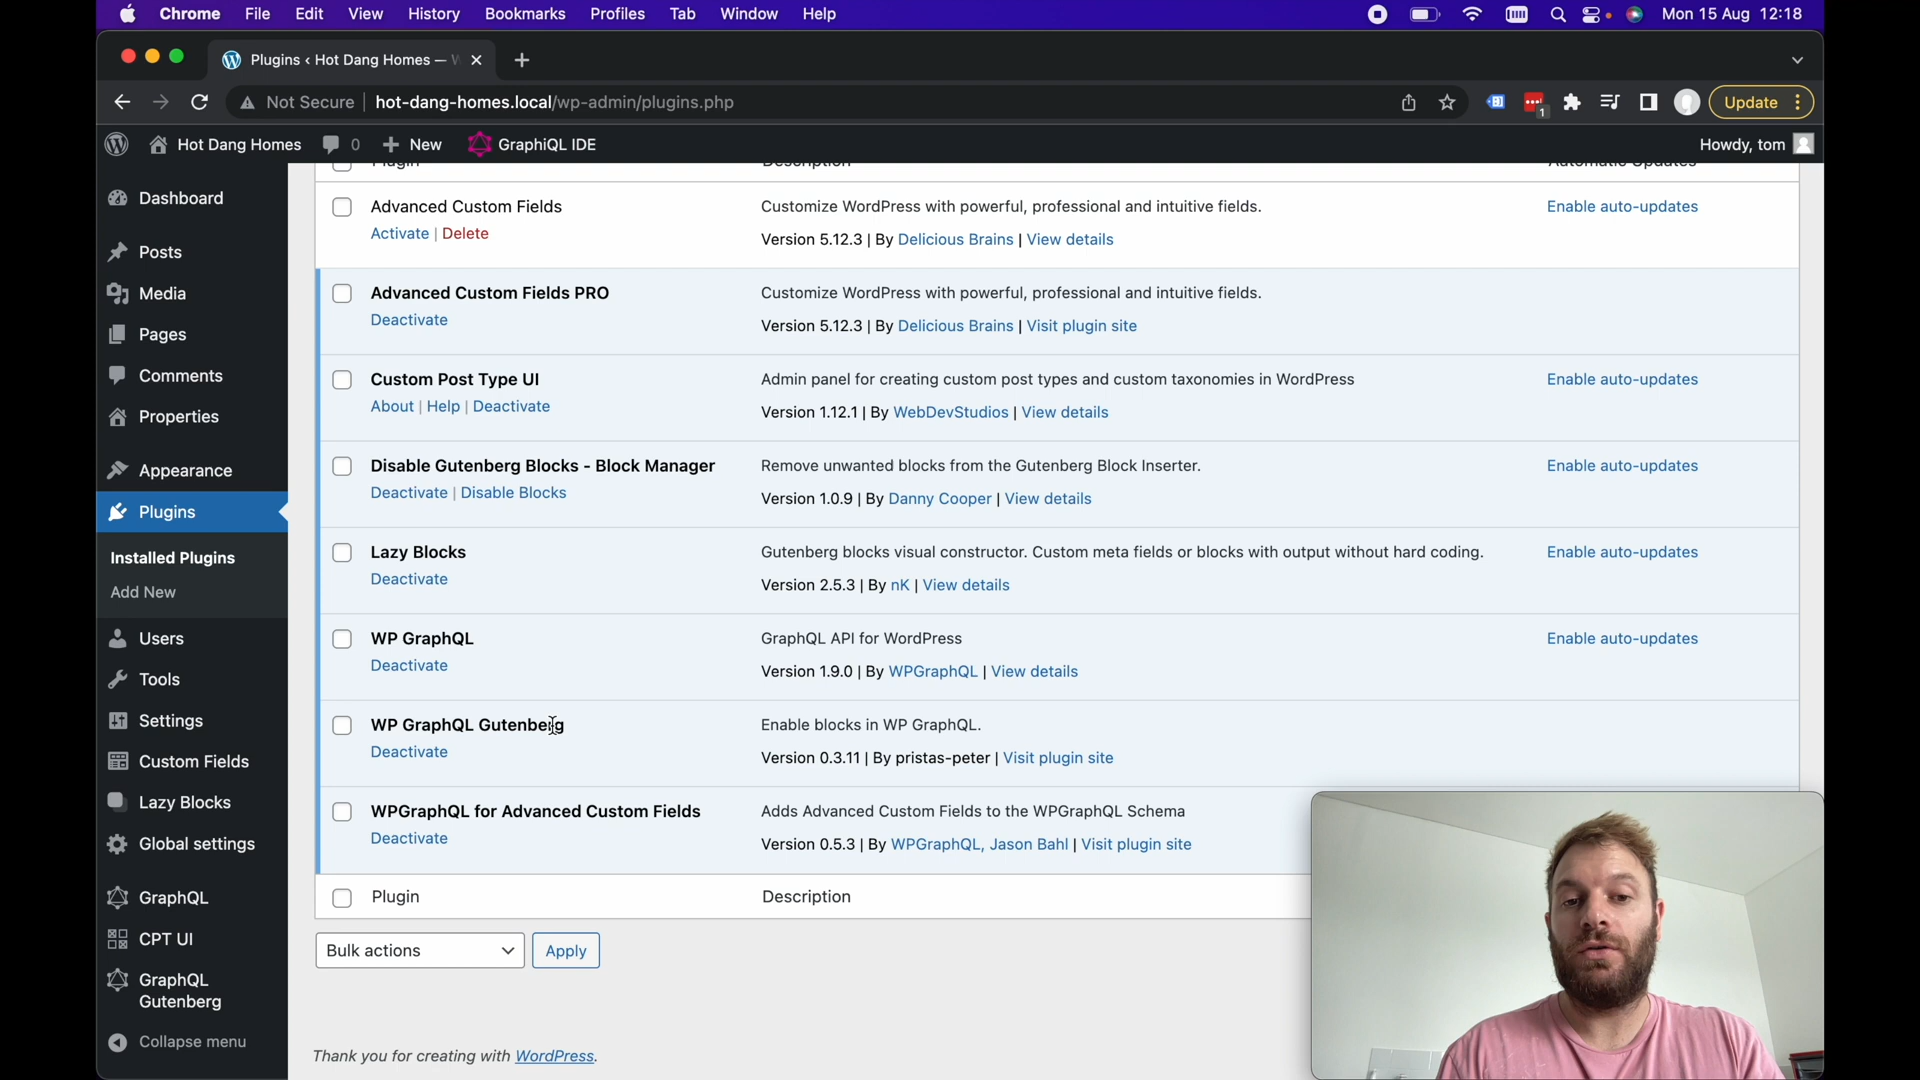 Chrome File Edit View History Bookmarks Profiles Tab Window Help Mon 15 Aug 12:18
Plugins ‹ Hot Dang Homes —
Not Secure hot-dang-homes.local/wp-admin/plugins.php 1 Update
Hot Dang Homes 0 New GraphiQL IDE Howdy, tom
Plugin Description Automatic Updates
Dashboard
Posts
Media
Pages
Comments
Properties
Appearance
Plugins
Installed Plugins
Add New
Users
Tools
Settings
Custom Fields
Lazy Blocks
Global settings
GraphQL
CPT UI
GraphQL
Gutenberg
Collapse menu
Advanced Custom Fields Customize WordPress with powerful, professional and intuitive fields. Enable auto-updates
Activate | Delete Version 5.12.3 | By Delicious Brains | View details
Advanced Custom Fields PRO Customize WordPress with powerful, professional and intuitive fields.
Deactivate Version 5.12.3 | By Delicious Brains | Visit plugin site
Custom Post Type UI Admin panel for creating custom post types and custom taxonomies in WordPress Enable auto-updates
About | Help | Deactivate Version 1.12.1 | By WebDevStudios | View details
Disable Gutenberg Blocks - Block Manager Remove unwanted blocks from the Gutenberg Block Inserter. Enable auto-updates
Deactivate | Disable Blocks Version 1.0.9 | By Danny Cooper | View details
Lazy Blocks Gutenberg blocks visual constructor. Custom meta fields or blocks with output without hard coding. Enable auto-updates
Deactivate Version 2.5.3 | By nK | View details
WP GraphQL GraphQL API for WordPress Enable auto-updates
Deactivate Version 1.9.0 | By WPGraphQL | View details
WP GraphQL Gutenberg Enable blocks in WP GraphQL.
Deactivate Version 0.3.11 | By pristas-peter | Visit plugin site
WPGraphQL for Advanced Custom Fields Adds Advanced Custom Fields to the WPGraphQL Schema
Deactivate Version 0.5.3 | By WPGraphQL, Jason Bahl | Visit plugin site
Plugin Description
Bulk actions Apply
Thank you for creating with WordPress.